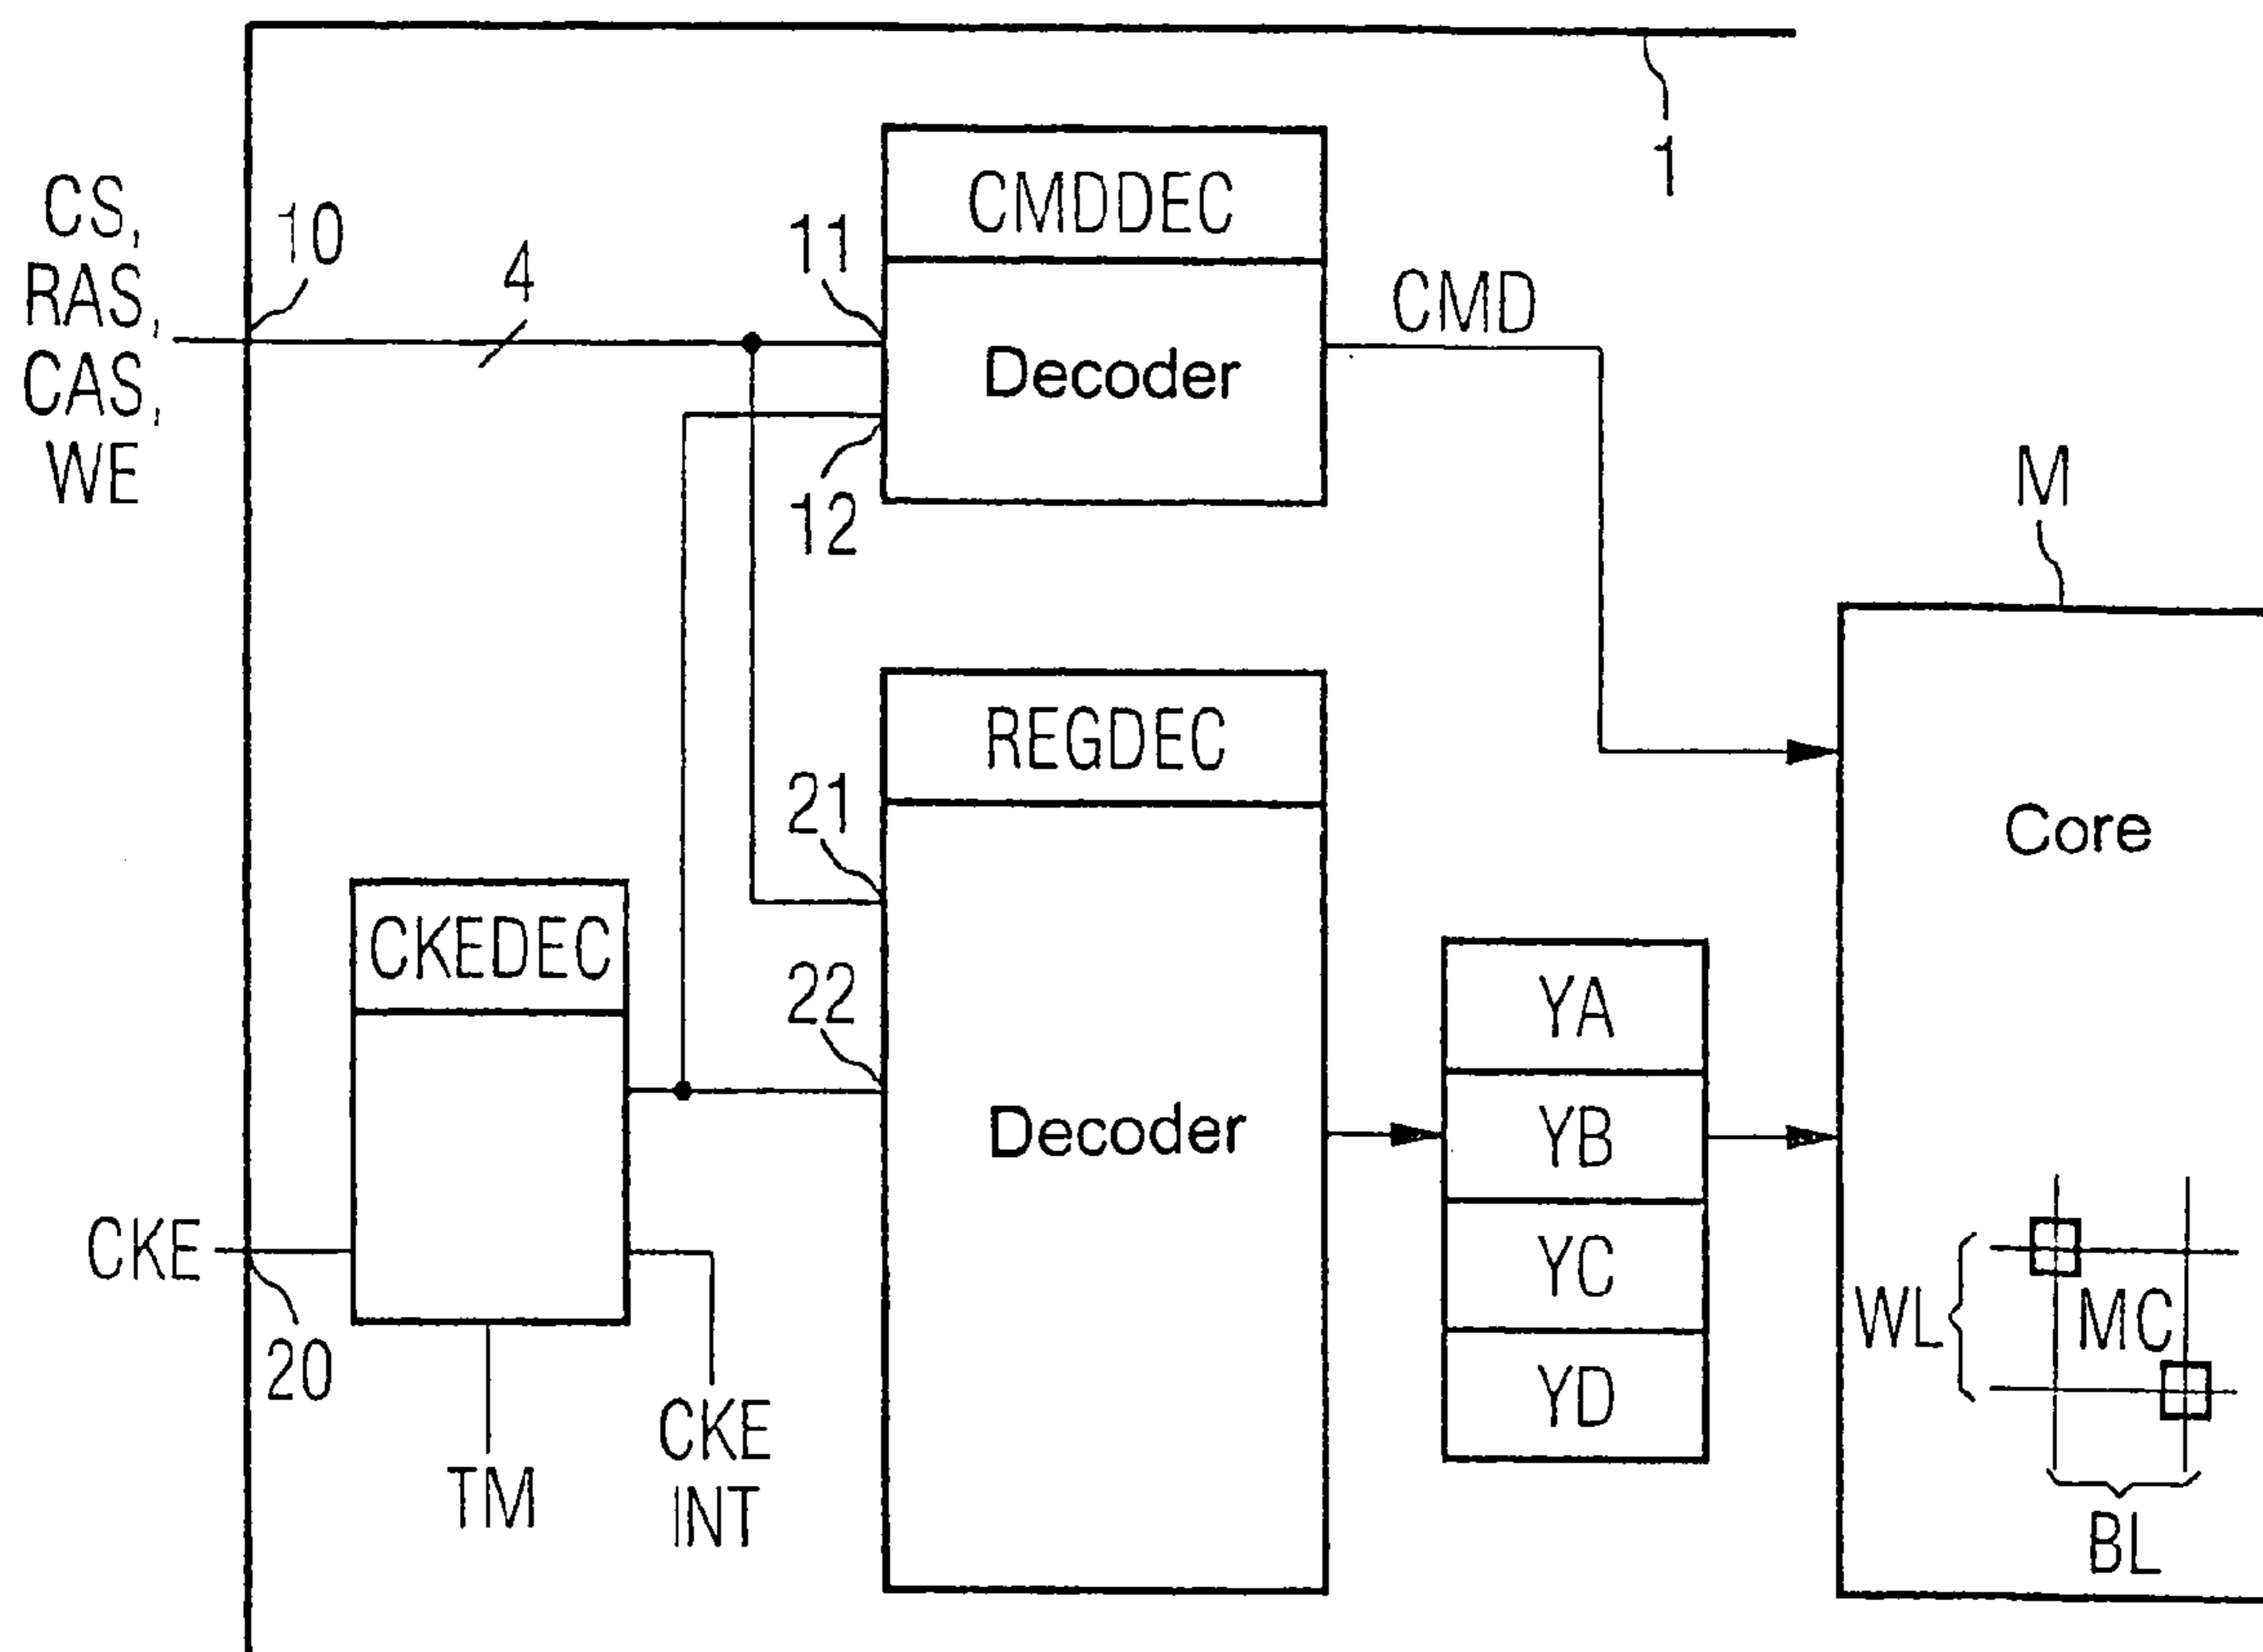 1
CS,
RAS,
CAS,
WE
10
4
11
CMDDEC
Decoder
12
CMD
M
Core
REGDEC
21
22
Decoder
CKEDEC
CKE
20
TM
CKE
INT
YA
YB
YC
YD
WL
MC
BL